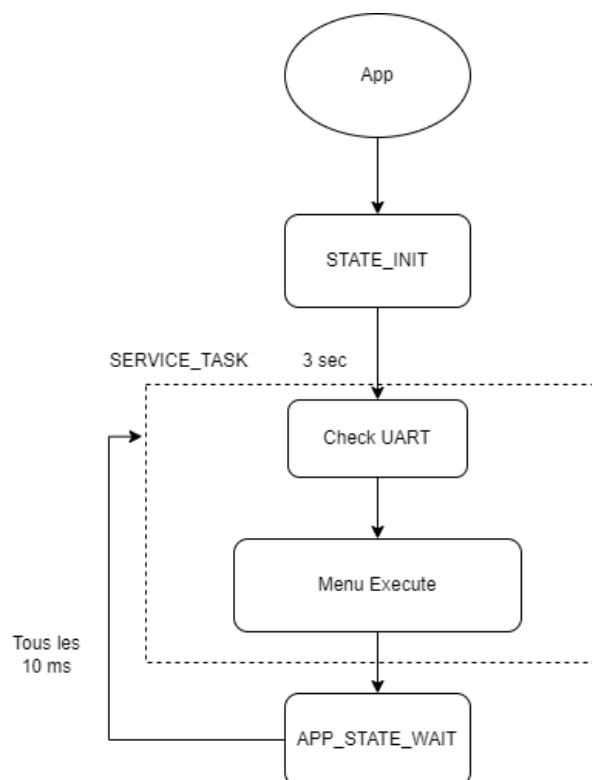 App
STATE_INIT
SERVICE_TASK 3 sec
Check UART
Menu Execute
Tous les
10 ms
APP_STATE_WAIT